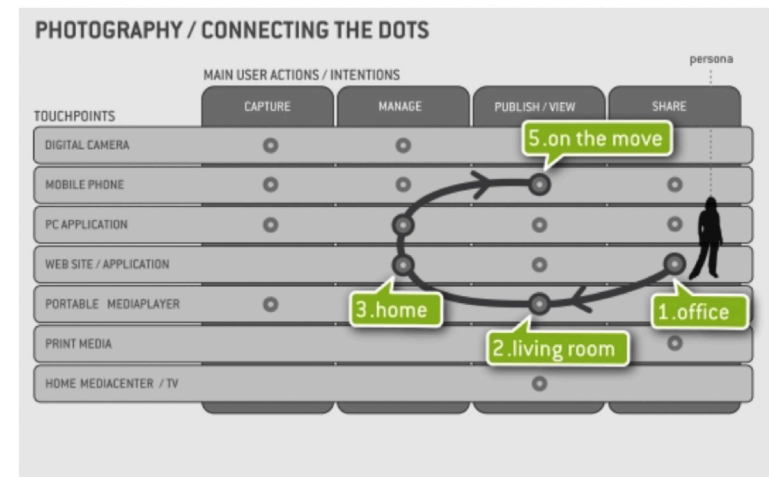 PHOTOGRAPHY / CONNECTING THE DOTS
persona
MAIN USER ACTIONS / INTENTIONS
TOUCHPOINTS
CAPTURE
MANAGE
PUBLISH / VIEW
SHARE
DIGITAL CAMERA
5.on the move
MOBILE PHONE
PC APPLICATION
WEB SITE / APPLICATION
PORTABLE MEDIAPLAYER
3.home
1.office
PRINT MEDIA
2.living room
HOME MEDIACENTER / TV